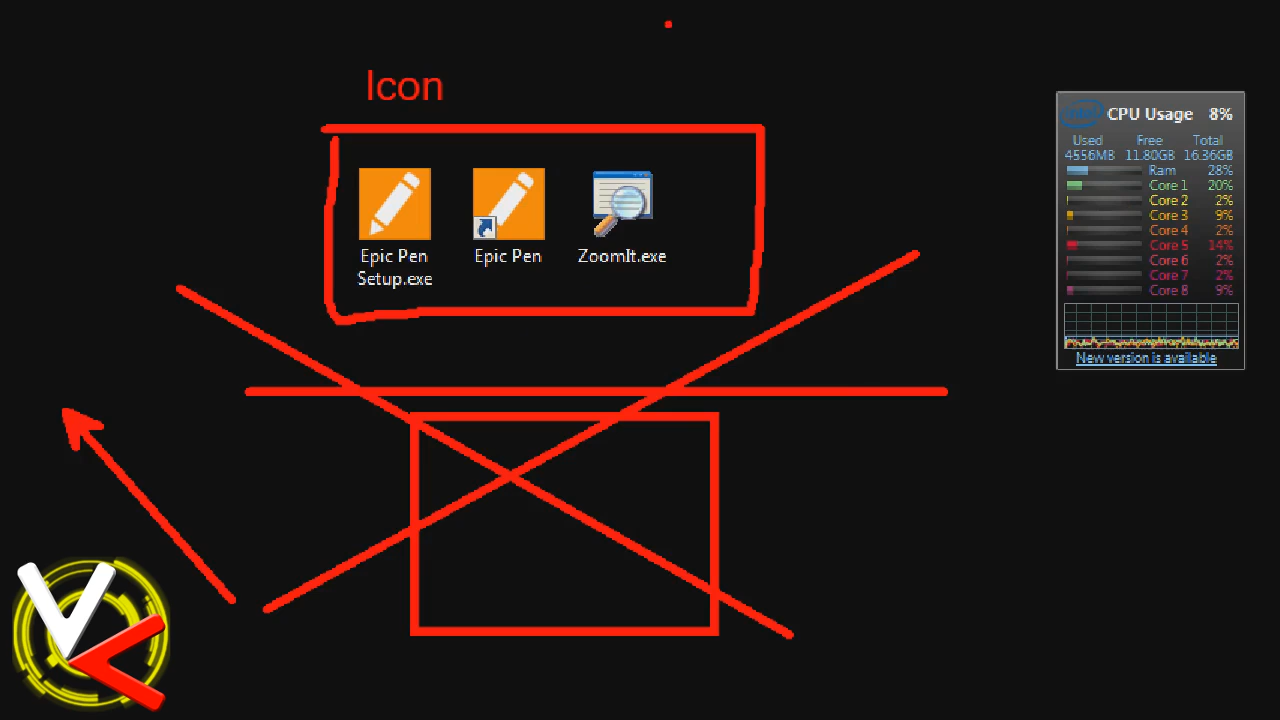 Icon
Epic Pen
Setup.exe
Epic Pen
ZoomIt.exe
intel
CPU Usage 8%
Used Free Total
4556MB 11.80GB 16.36GB
Ram 28%
Core 1 20%
Core 2 2%
Core 3 9%
Core 4 2%
Core 5 14%
Core 6 2%
Core 7 2%
Core 8 9%
New version is available